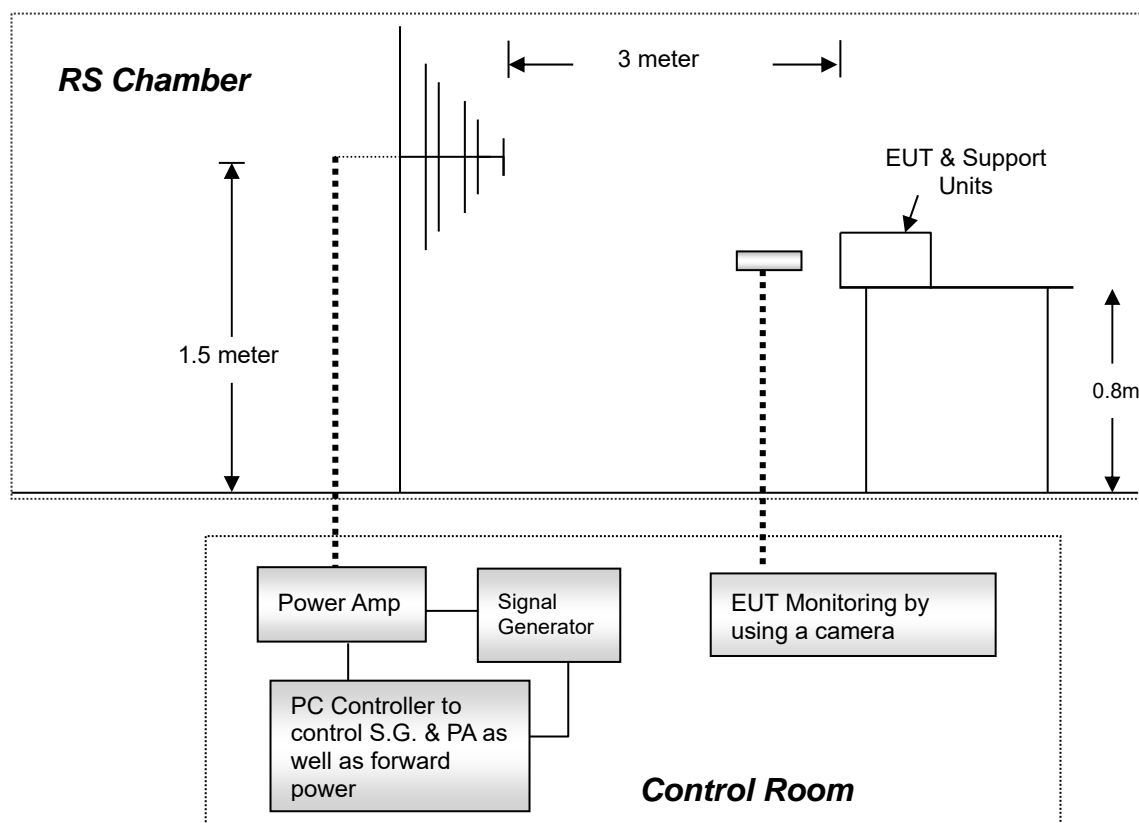 3 meter
RS Chamber
EUT & Support
Units
1.5 meter
0.8m
Power Amp
Signal
Generator
EUT Monitoring by
using a camera
PC Controller to
control S.G. & PA as
well as forward
power
Control Room